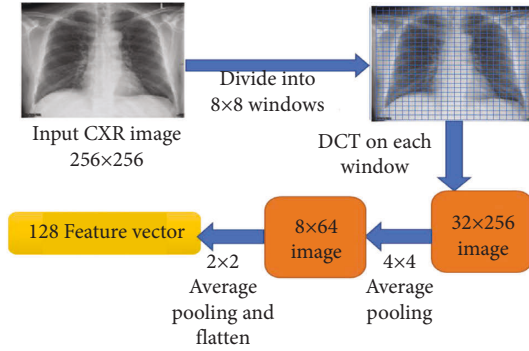 Divide into
8×8 windows
Input CXR image
256×256
DCT on each
window
32×256
image
4×4
Average
pooling
8×64
image
2×2
Average
pooling and
flatten
128 Feature vector